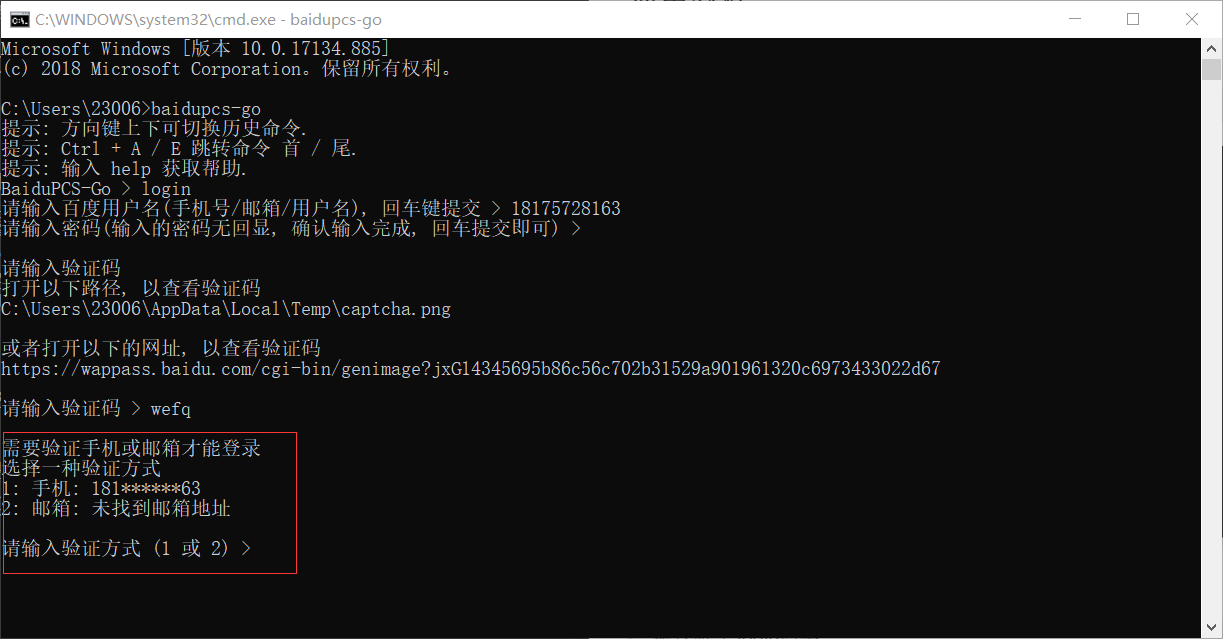 C:\WINDOWS\system32\cmd.exe - baidupcs-go
Microsoft Windows [版本 10.0.17134.885]
(c) 2018 Microsoft Corporation。保留所有权利。
C:\Users\23006>baidupcs-go
提示: 方向键上下可切换历史命令.
提示: Ctrl + A / E 跳转命令 首 / 尾.
提示: 输入 help 获取帮助.
BaiduPCS-Go > login
请输入百度用户名(手机号/邮箱/用户名), 回车键提交 > 18175728163
请输入密码(输入的密码无回显, 确认输入完成, 回车提交即可) >
请输入验证码
打开以下路径, 以查看验证码
C:\Users\23006\AppData\Local\Temp\captcha.png
或者打开以下的网址, 以查看验证码
https://wappass.baidu.com/cgi-bin/genimage?jxG14345695b86c56c702b31529a901961320c6973433022d67
请输入验证码 > wefq
需要验证手机或邮箱才能登录
选择一种验证方式
1: 手机: 181******63
2: 邮箱: 未找到邮箱地址
请输入验证方式 (1 或 2) >